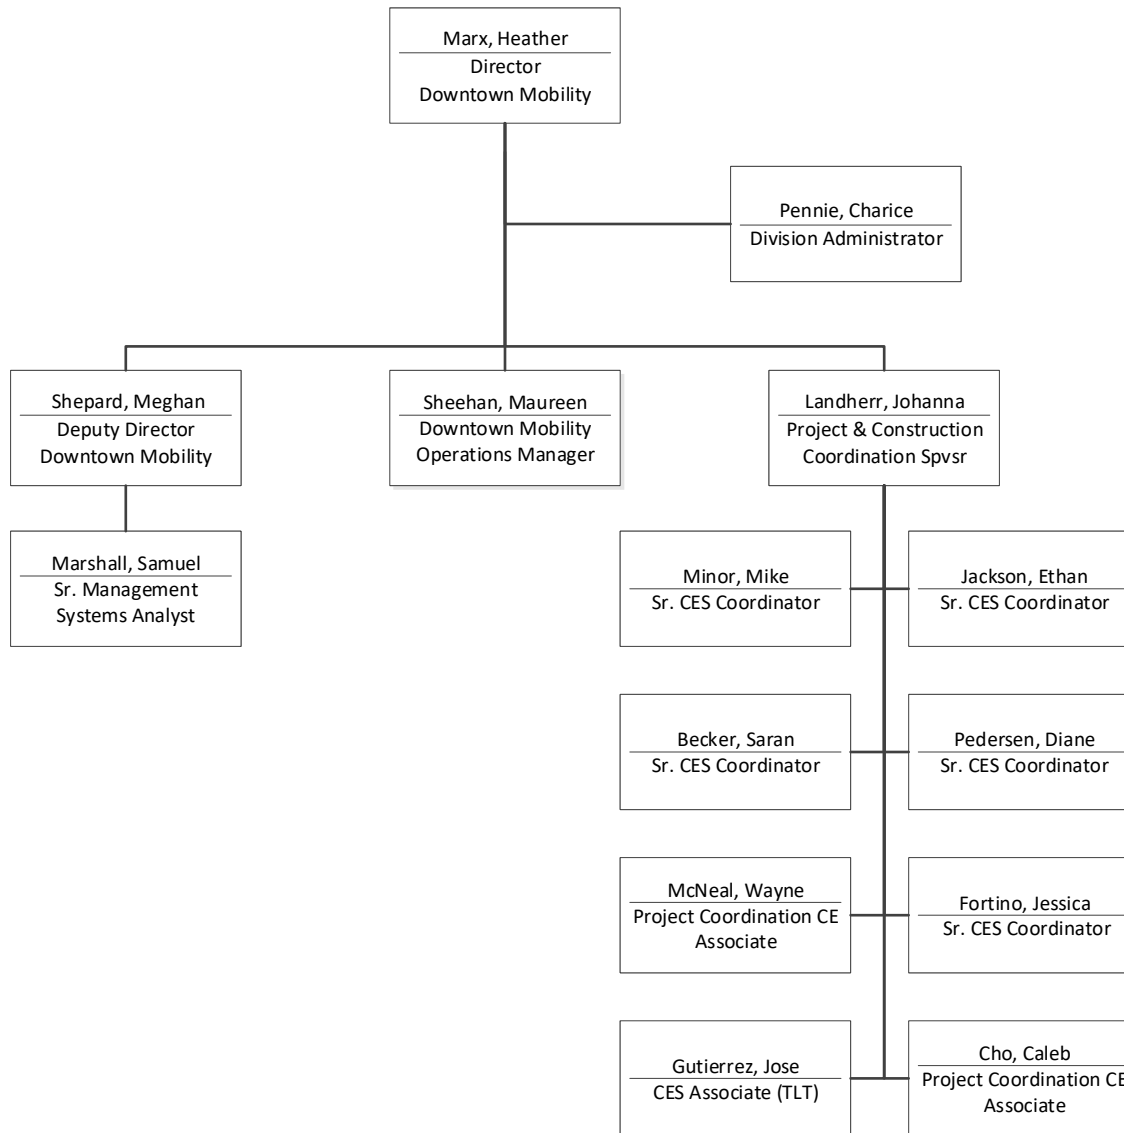 Marx, Heather
Director
Downtown Mobility
Pennie, Charice
Division Administrator
Shepard, Meghan
Deputy Director
Downtown Mobility
Sheehan, Maureen
Downtown Mobility
Operations Manager
Landherr, Johanna
Project & Construction
Coordination Spvsr
Marshall, Samuel
Sr. Management
Systems Analyst
Minor, Mike
Sr. CES Coordinator
Jackson, Ethan
Sr. CES Coordinator
Becker, Saran
Sr. CES Coordinator
Pedersen, Diane
Sr. CES Coordinator
McNeal, Wayne
Project Coordination CE
Associate
Fortino, Jessica
Sr. CES Coordinator
Gutierrez, Jose
CES Associate (TLT)
Cho, Caleb
Project Coordination CE
Associate